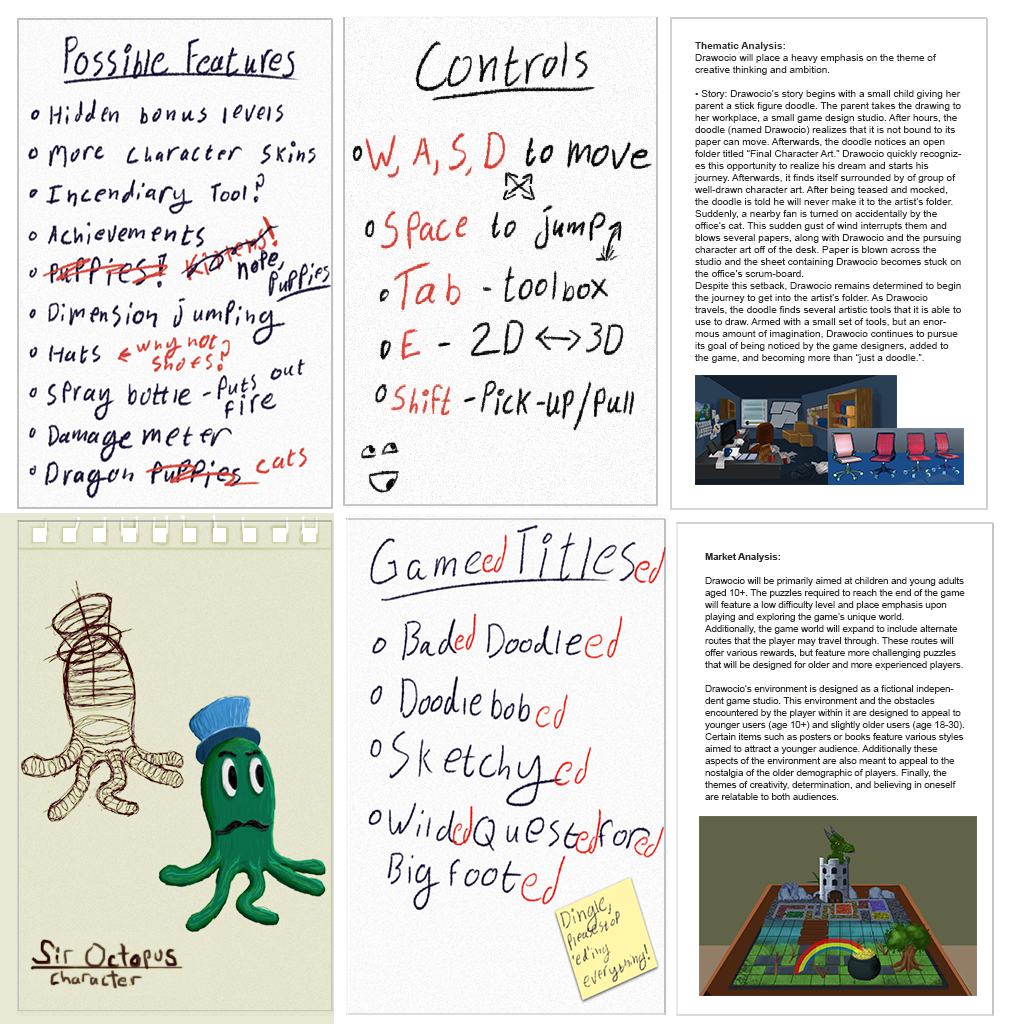 Possible Features
Hidden bonus levels
More Character Skins
Incendiary Tool?
Achievements
Puppies! Kittens! nope, Puppies
Dimension jumping
Hats ← why not shoes?
Spray bottle - Puts out fire
Damage meter
Dragon Puppies cats
Controls
W, A, S, D to move
Space to jump
Tab - toolbox
E - 2D ↔ 3D
Shift - Pick-up/Pull
Thematic Analysis:
Drawocio will place a heavy emphasis on the theme of
creative thinking and ambition.
• Story: Drawocio's story begins with a small child giving her
parent a stick figure doodle. The parent takes the drawing to
her workplace, a small game design studio. After hours, the
doodle (named Drawocio) realizes that it is not bound to its
paper can move. Afterwards, the doodle notices an open
folder titled "Final Character Art." Drawocio quickly recogniz-
es this opportunity to realize his dream and starts his
journey. Afterwards, it finds itself surrounded by of group of
well-drawn character art. After being teased and mocked,
the doodle is told he will never make it to the artist's folder.
Suddenly, a nearby fan is turned on accidentally by the
office's cat. This sudden gust of wind interrupts them and
blows several papers, along with Drawocio and the pursuing
character art off of the desk. Paper is blown across the
studio and the sheet containing Drawocio becomes stuck on
the office's scrum-board.
Despite this setback, Drawocio remains determined to begin
the journey to get into the artist's folder. As Drawocio
travels, the doodle finds several artistic tools that it is able to
use to draw. Armed with a small set of tools, but an enor-
mous amount of imagination, Drawocio continues to pursue
its goal of being noticed by the game designers, added to
the game, and becoming more than "just a doodle.".
Sir Octopus
Character
Gameed Titlesed
Baded Doodleed
Doodlebobed
Sketchyed
Wilded Quested fored
Big footed
Dingle,
Please stop
'ed'ing
everything!
Market Analysis:
Drawocio will be primarily aimed at children and young adults
aged 10+. The puzzles required to reach the end of the game
will feature a low difficulty level and place emphasis upon
playing and exploring the game's unique world.
Additionally, the game world will expand to include alternate
routes that the player may travel through. These routes will
offer various rewards, but feature more challenging puzzles
that will be designed for older and more experienced players.
Drawocio's environment is designed as a fictional indepen-
dent game studio. This environment and the obstacles
encountered by the player within it are designed to appeal to
younger users (age 10+) and slightly older users (age 18-30).
Certain items such as posters or books feature various styles
aimed to attract a younger audience. Additionally these
aspects of the environment are also meant to appeal to the
nostalgia of the older demographic of players. Finally, the
themes of creativity, determination, and believing in oneself
are relatable to both audiences.